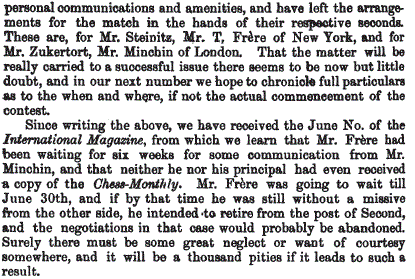 personal communications and amenities, and have left the arrange-
ments for the match in the hands of their respective seconds.
These are, for Mr. Steinitz, Mr. T, Frère of New York, and for
Mr. Zukertort, Mr. Minchin of London. That the matter will be
really carried to a successful issue there seems to be now but little
doubt, and in our next number we hope to chronicle full particulars
as to the when and where, if not the actual commencement of the
contest.
Since writing the above, we have received the June No. of the
International Magazine, from which we learn that Mr. Frère had
been waiting for six weeks for some communication from Mr.
Minchin, and that neither he nor his principal had even received
a copy of the Chess-Monthly. Mr. Frère was going to wait till
June 30th, and if by that time he was still without a missive
from the other side, he intended to retire from the post of Second,
and the negotiations in that case would probably be abandoned.
Surely there must be some great neglect or want of courtesy
somewhere, and it will be a thousand pities if it leads to such a
result.